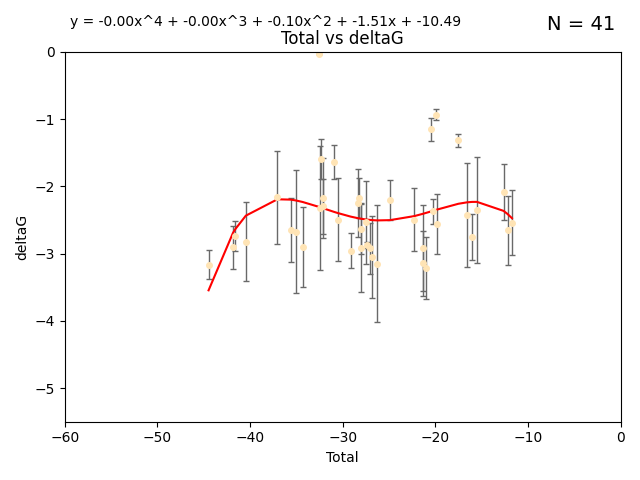 y = -0.00x^4 + -0.00x^3 + -0.10x^2 + -1.51x + -10.49
N = 41
Total vs deltaG
0
−1
−2
−3
−4
−5
deltaG
−60 −50 −40 −30 −20 −10 0
Total